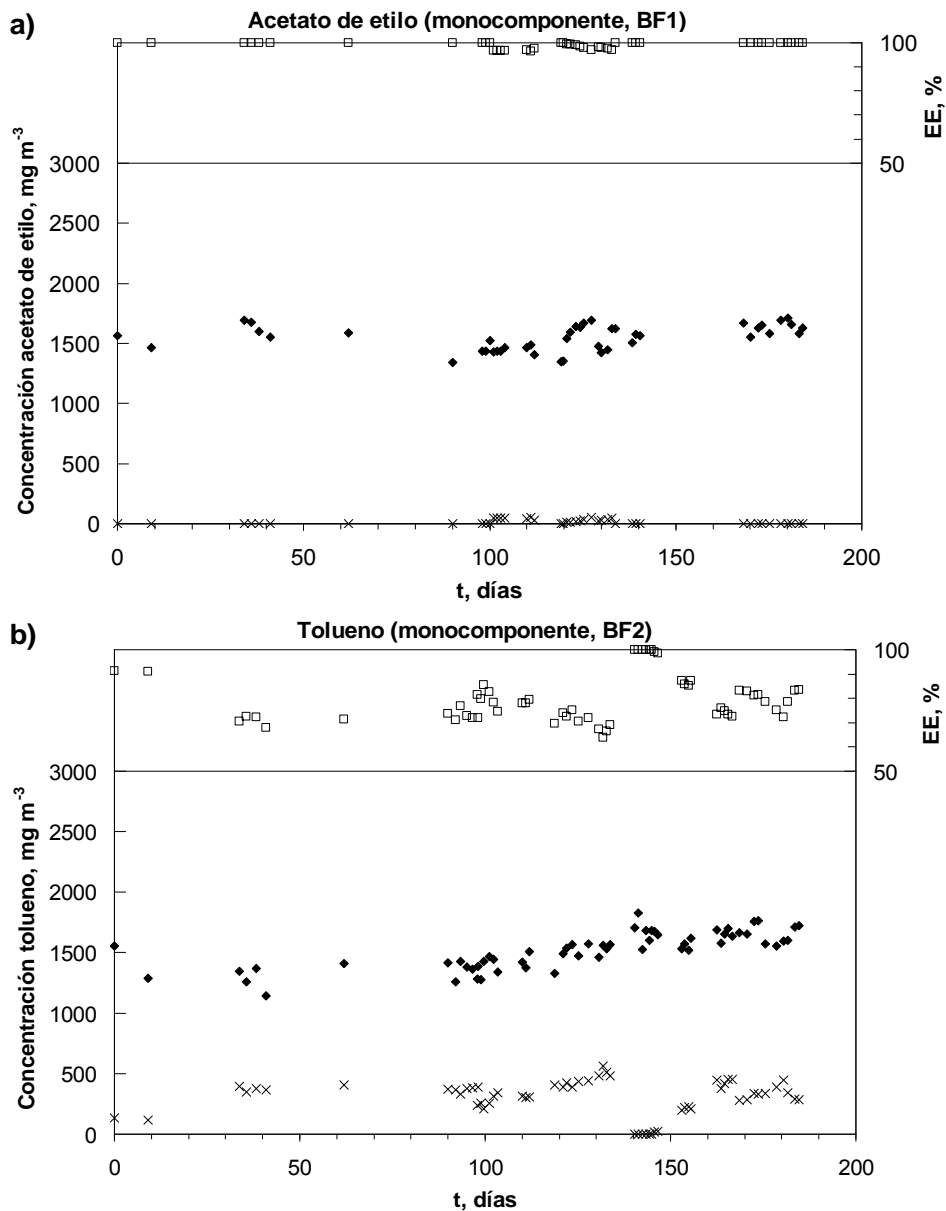 a)
Acetato de etilo (monocomponente, BF1)
Concentración acetato de etilo, mg m-3
3000
2500
2000
1500
1000
500
0
100
50
EE, %
0
50
100
150
200
t, días
b)
Tolueno (monocomponente, BF2)
Concentración tolueno, mg m-3
3000
2500
2000
1500
1000
500
0
100
50
EE, %
0
50
100
150
200
t, días